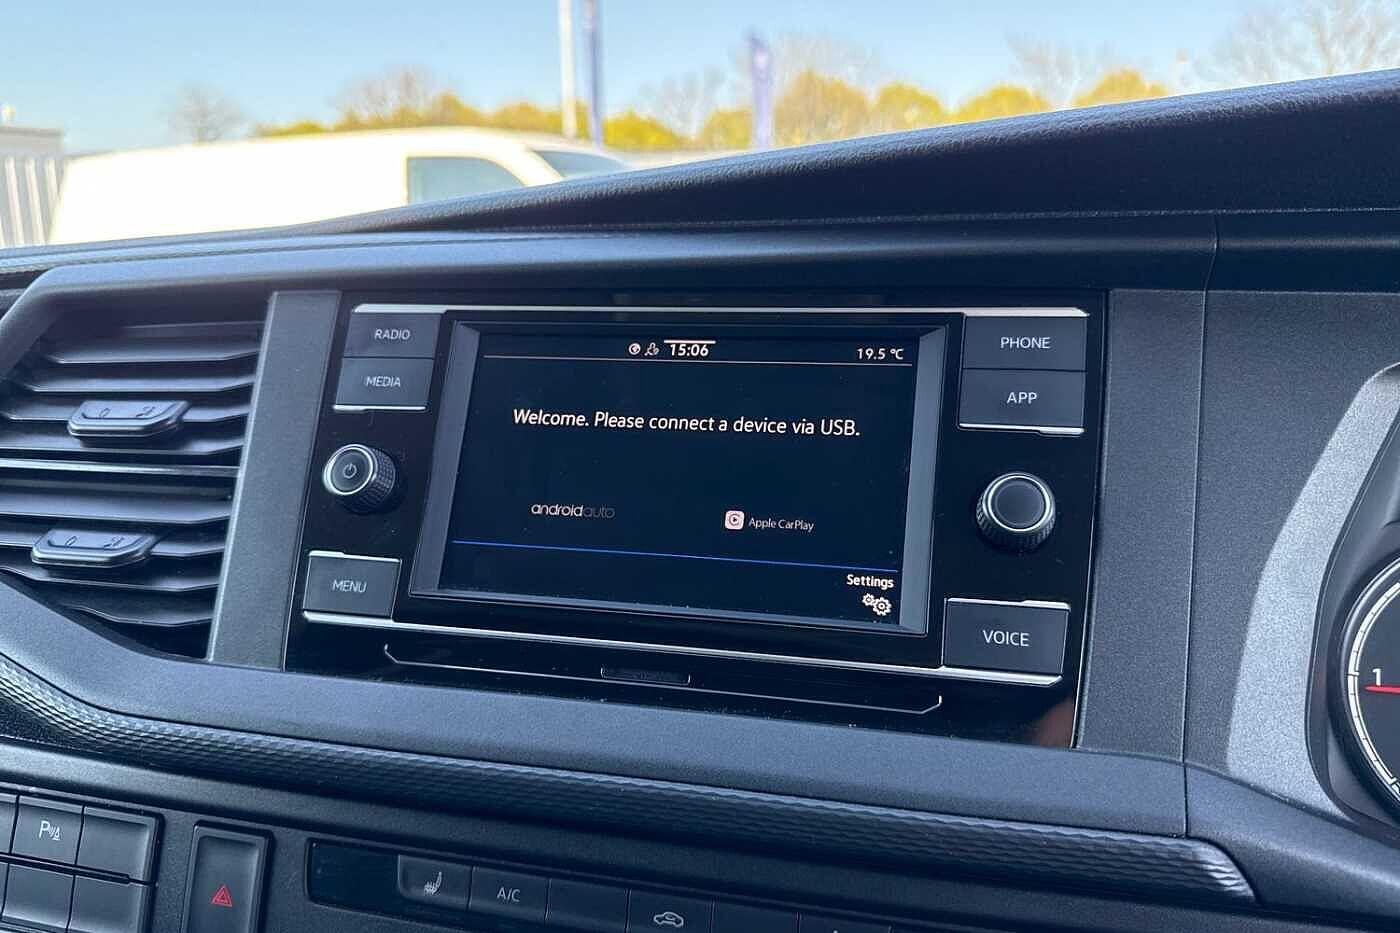 RADIO
MEDIA
15:06
19.5 °C
PHONE
APP
Welcome. Please connect a device via USB.
androidauto
Apple CarPlay
Settings
MENU
VOICE
1
P
A/C